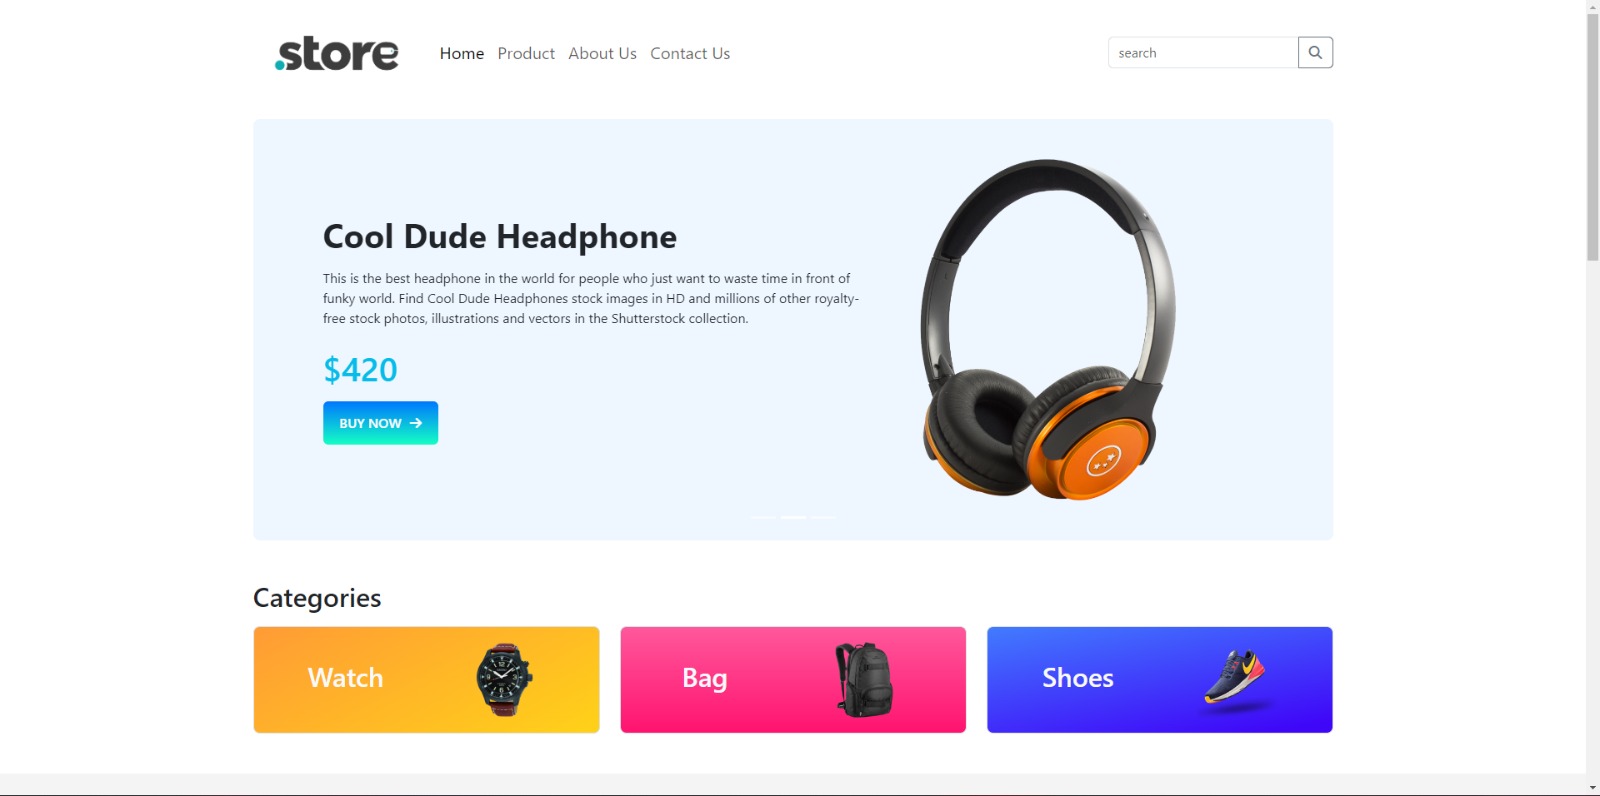 .store
Home Product About Us Contact Us
search
Cool Dude Headphone
This is the best headphone in the world for people who just want to waste time in front of
funky world. Find Cool Dude Headphones stock images in HD and millions of other royalty-
free stock photos, illustrations and vectors in the Shutterstock collection.
$420
BUY NOW
Categories
Watch
Bag
Shoes